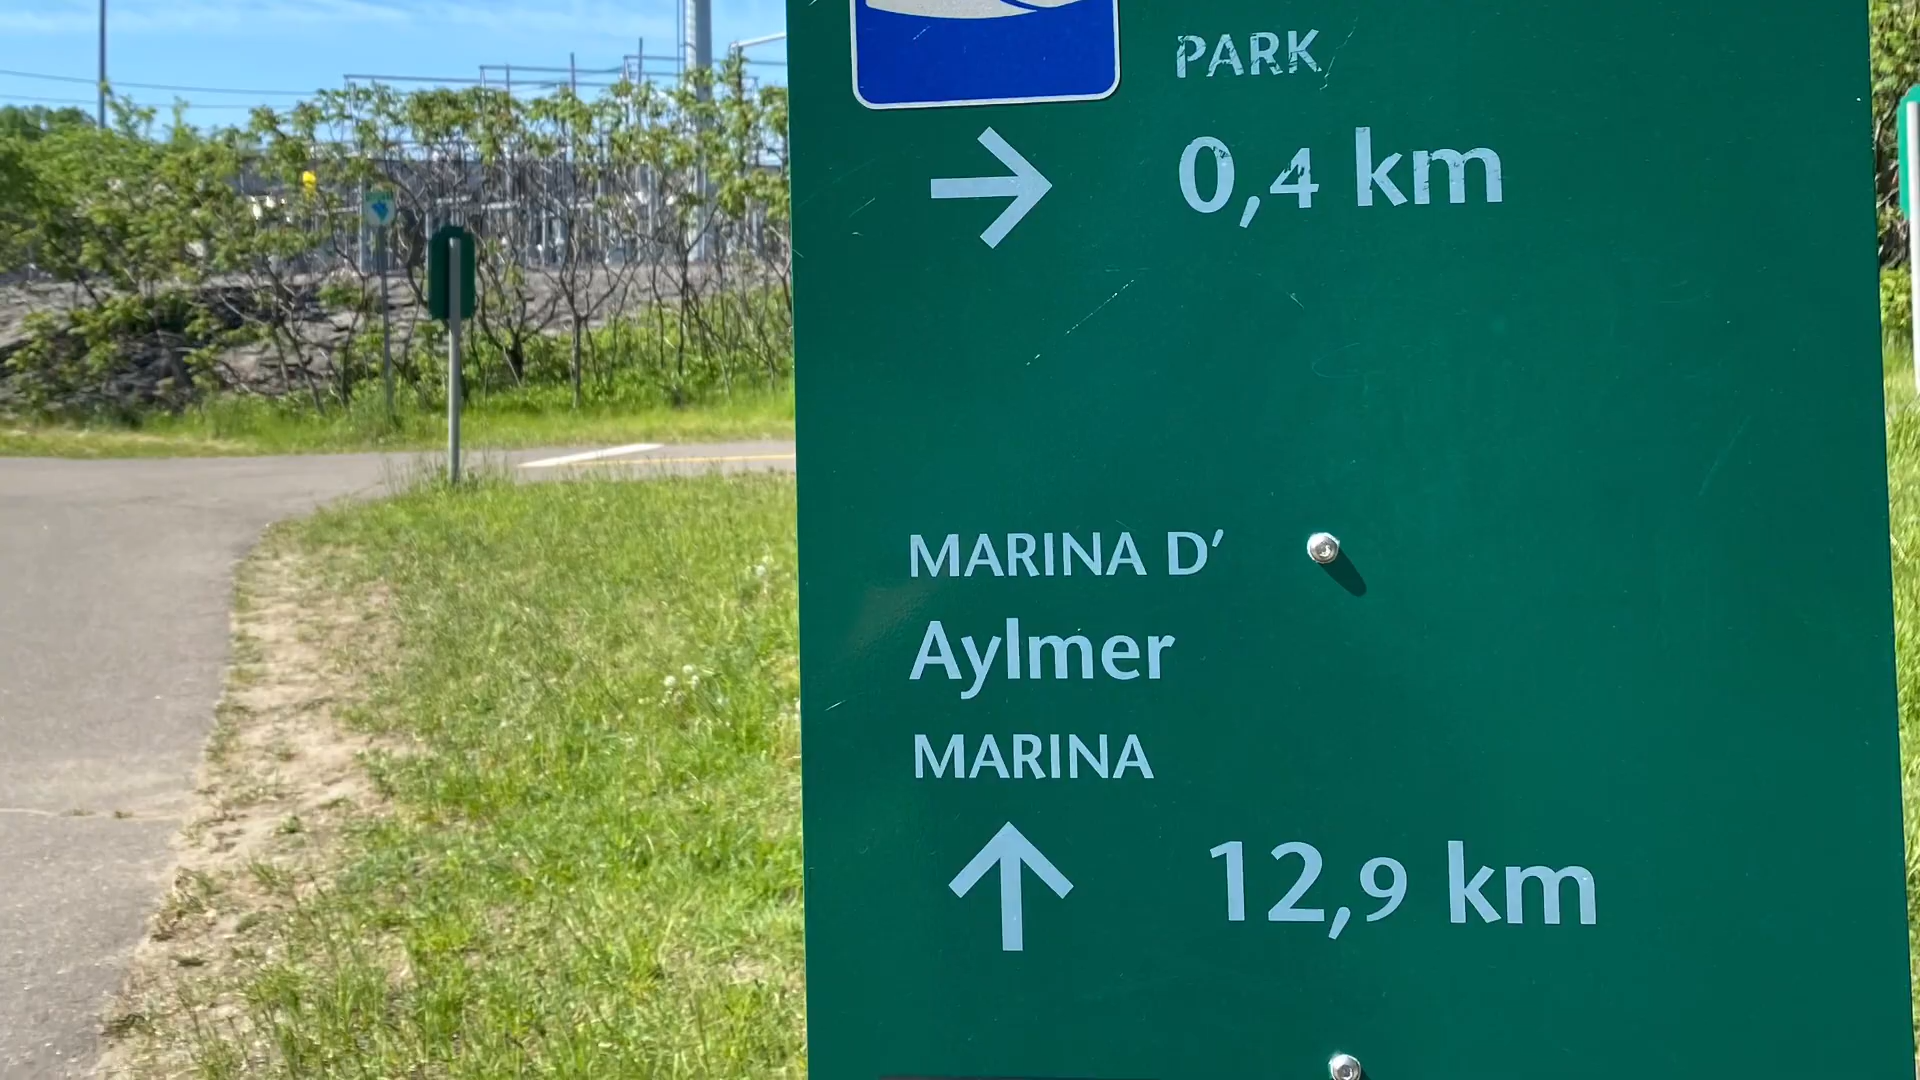 PARK
→ 0,4 km
MARINA D'
Aylmer
MARINA
↑ 12,9 km